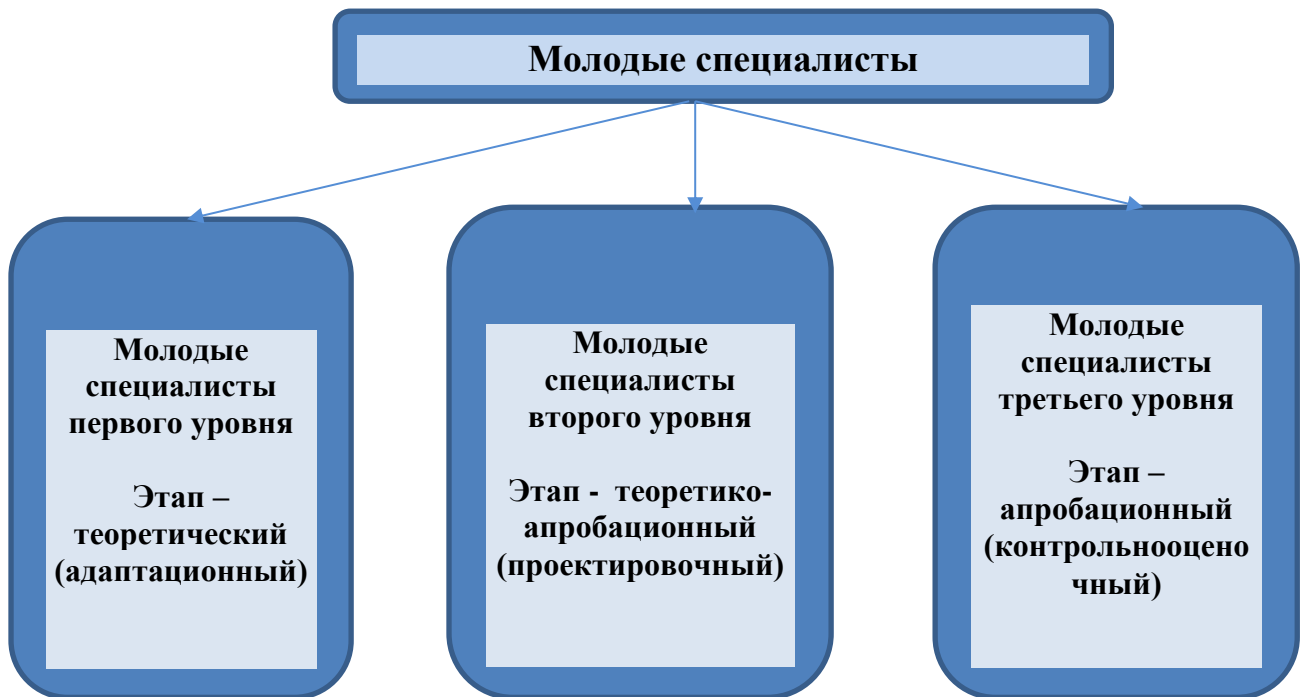 Молодые специалисты
Молодые
специалисты
первого уровня
Этап –
теоретический
(адаптационный)
Молодые
специалисты
второго уровня
Этап - теоретико-
апробационный
(проектировочный)
Молодые
специалисты
третьего уровня
Этап –
апробационный
(контрольнооцено
чный)